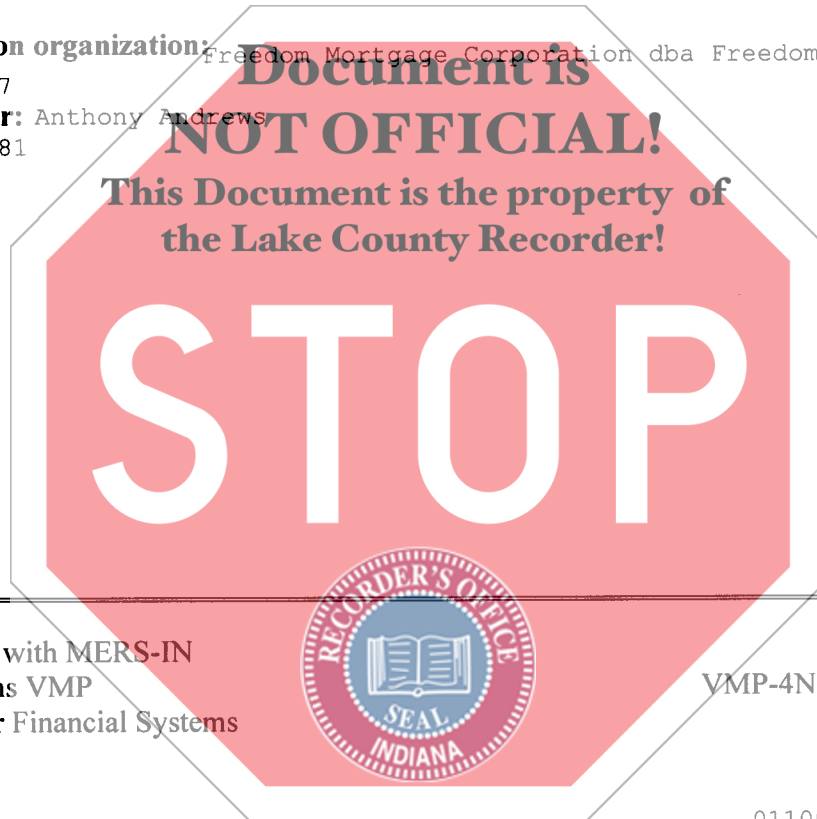 on organization: Freedom Mortgage Corporation dba Freedom
7
r: Anthony Andrews
81
Document is
NOT OFFICIAL!
This Document is the property of
the Lake County Recorder!
STOP
RECORDER'S OFFICE
SEAL
INDIANA
with MERS-IN
ns VMP
r Financial Systems
VMP-4N
0110